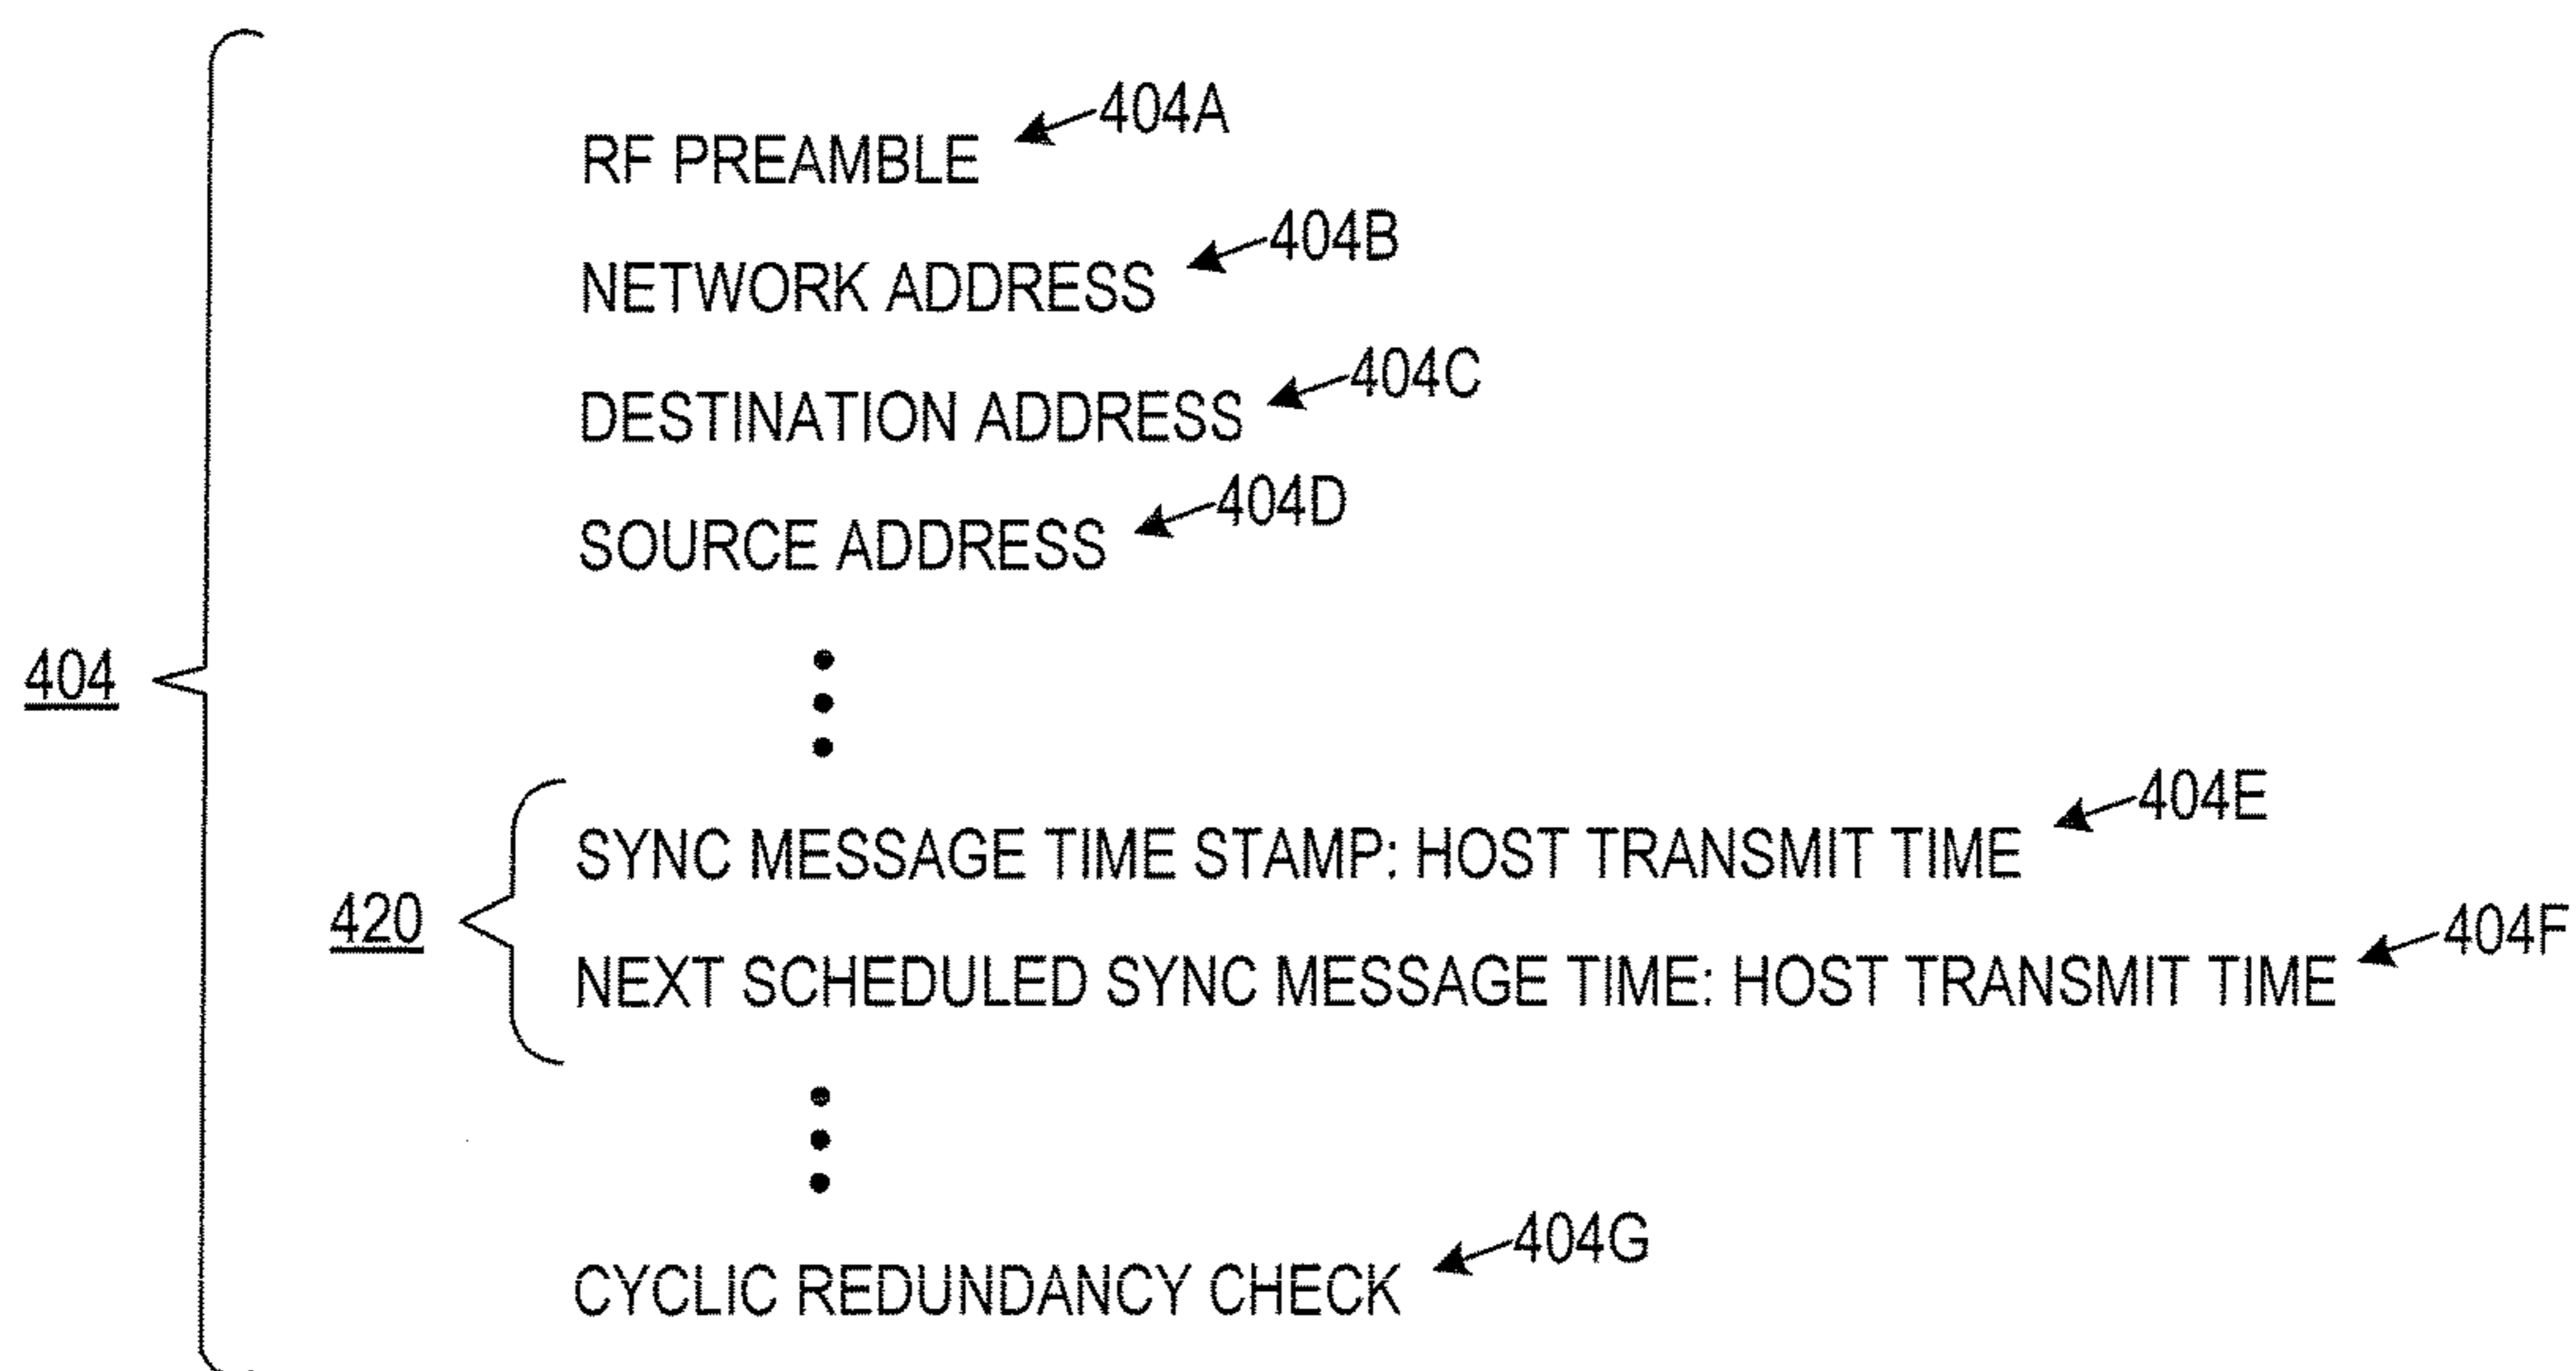 RF PREAMBLE 404A
NETWORK ADDRESS 404B
DESTINATION ADDRESS 404C
SOURCE ADDRESS 404D
404
SYNC MESSAGE TIME STAMP: HOST TRANSMIT TIME 404E
420
NEXT SCHEDULED SYNC MESSAGE TIME: HOST TRANSMIT TIME 404F
CYCLIC REDUNDANCY CHECK 404G